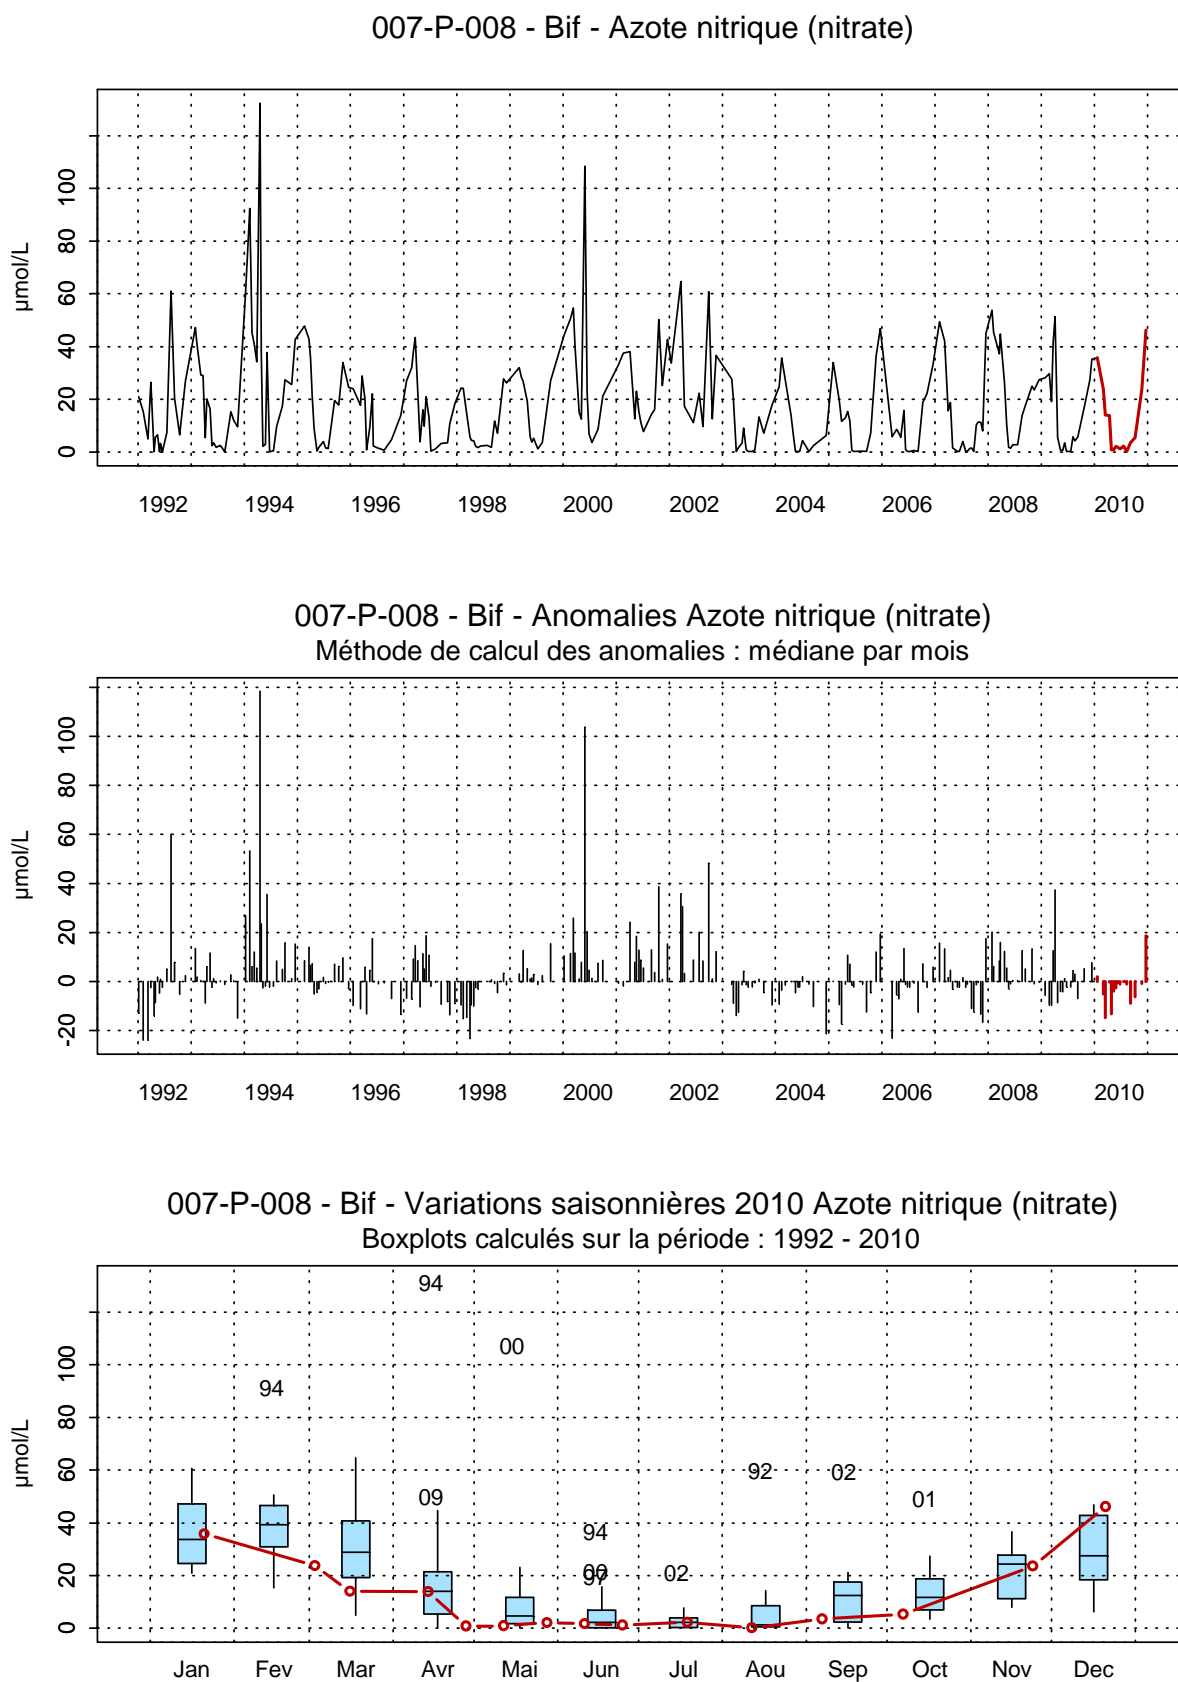 007-P-008 - Bif - Azote nitrique (nitrate)
µmol/L
0 20 40 60 80 100
1992 1994 1996 1998 2000 2002 2004 2006 2008 2010
007-P-008 - Bif - Anomalies Azote nitrique (nitrate)
Méthode de calcul des anomalies : médiane par mois
µmol/L
-20 0 20 40 60 80 100
1992 1994 1996 1998 2000 2002 2004 2006 2008 2010
007-P-008 - Bif - Variations saisonnières 2010 Azote nitrique (nitrate)
Boxplots calculés sur la période : 1992 - 2010
µmol/L
0 20 40 60 80 100
94
00
94
92 02
09 01
94
00
97 02
Jan Fev Mar Avr Mai Jun Jul Aou Sep Oct Nov Dec